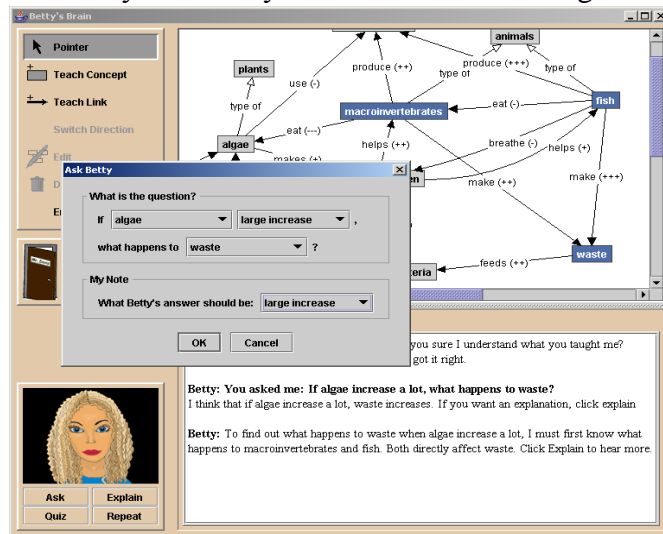 Betty's Brain
Pointer
Teach Concept
Teach Link
Switch Direction
Edit
plants
animals
use (-)
produce (++)
produce (+++)
type of
type of
type of
macroinvertebrates
eat (-)
fish
algae
eat (---)
helps (++)
breathe (-)
helps (+)
makes (+)
make (++)
make (+++)
waste
feeds (++)
Ask Betty
What is the question?
If algae large increase ,
what happens to waste ?
My Note
What Betty's answer should be: large increase
OK Cancel
you sure I understand what you taught me?
got it right.
Betty: You asked me: If algae increase a lot, what happens to waste?
I think that if algae increase a lot, waste increases. If you want an explanation, click explain
Betty: To find out what happens to waste when algae increase a lot, I must first know what
happens to macroinvertebrates and fish. Both directly affect waste. Click Explain to hear more.
Ask Explain
Quiz Repeat